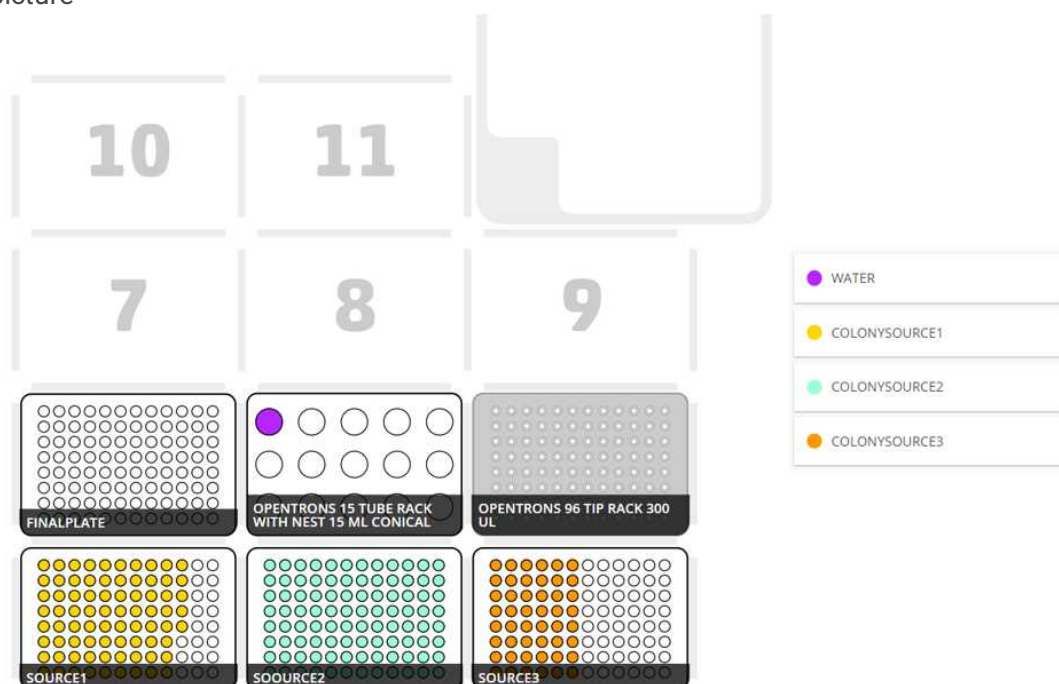 picture
10
11
7
8
9
WATER
COLONYSOURCE1
COLONYSOURCE2
COLONYSOURCE3
FINALPLATE
OPENTRONS 15 TUBE RACK
WITH NEST 15 ML CONICAL
OPENTRONS 96 TIP RACK 300
UL
SOURCE1
SOOURCE2
SOURCE3